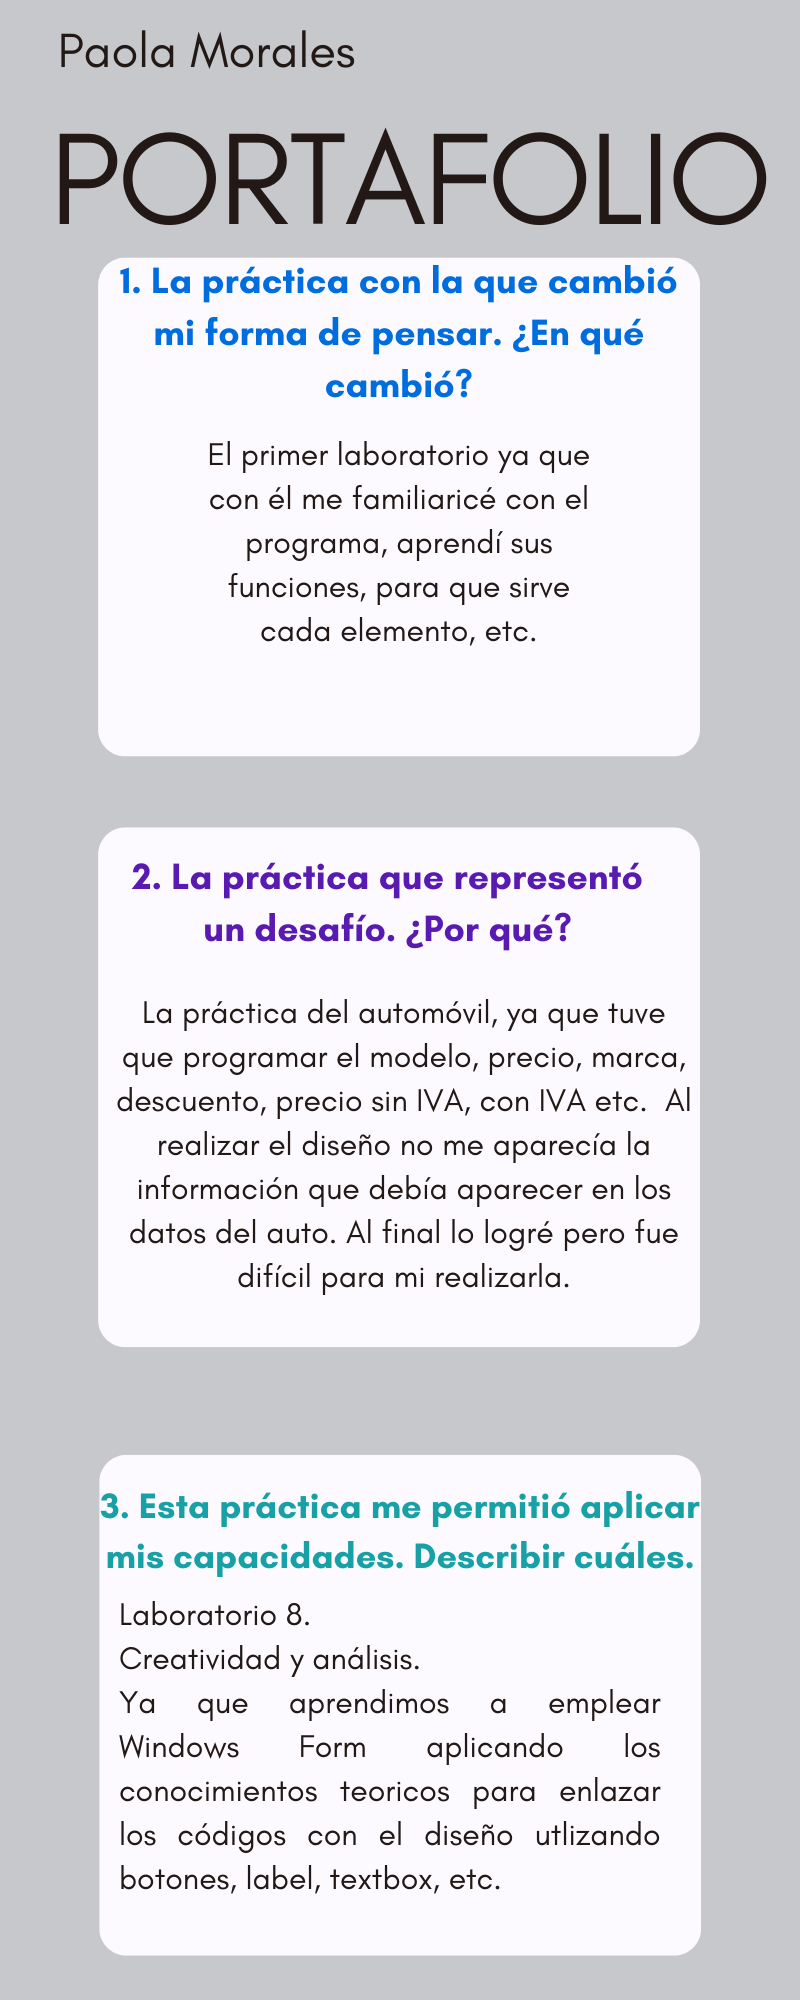 Paola Morales
PORTAFOLIO
1. La práctica con la que cambió
mi forma de pensar. ¿En qué
cambió?
El primer laboratorio ya que
con él me familiaricé con el
programa, aprendí sus
funciones, para que sirve
cada elemento, etc.
2. La práctica que representó
un desafío. ¿Por qué?
La práctica del automóvil, ya que tuve
que programar el modelo, precio, marca,
descuento, precio sin IVA, con IVA etc.  Al
realizar el diseño no me aparecía la
información que debía aparecer en los
datos del auto. Al final lo logré pero fue
difícil para mi realizarla.
3. Esta práctica me permitió aplicar
mis capacidades. Describir cuáles.
Laboratorio 8.
Creatividad y análisis.
Ya que aprendimos a emplear
Windows Form aplicando los
conocimientos teoricos para enlazar
los códigos con el diseño utlizando
botones, label, textbox, etc.